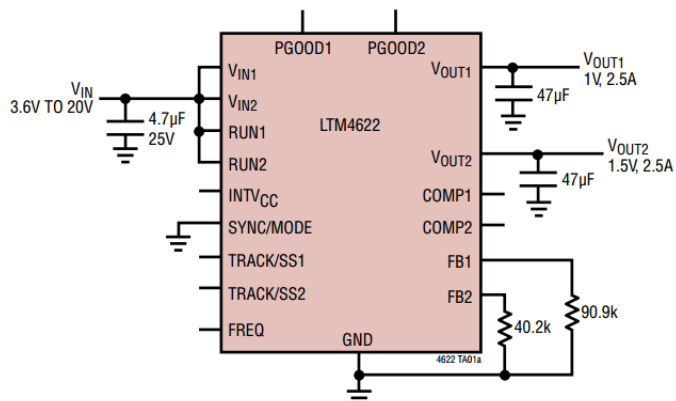 PGOOD1
PGOOD2
VIN
3.6V TO 20V
4.7µF
25V
VIN1
VIN2
RUN1
RUN2
INTVCC
SYNC/MODE
TRACK/SS1
TRACK/SS2
FREQ
LTM4622
GND
VOUT1
VOUT2
COMP1
COMP2
FB1
FB2
47µF
VOUT1
1V, 2.5A
47µF
VOUT2
1.5V, 2.5A
40.2k
90.9k
4622 TA01a